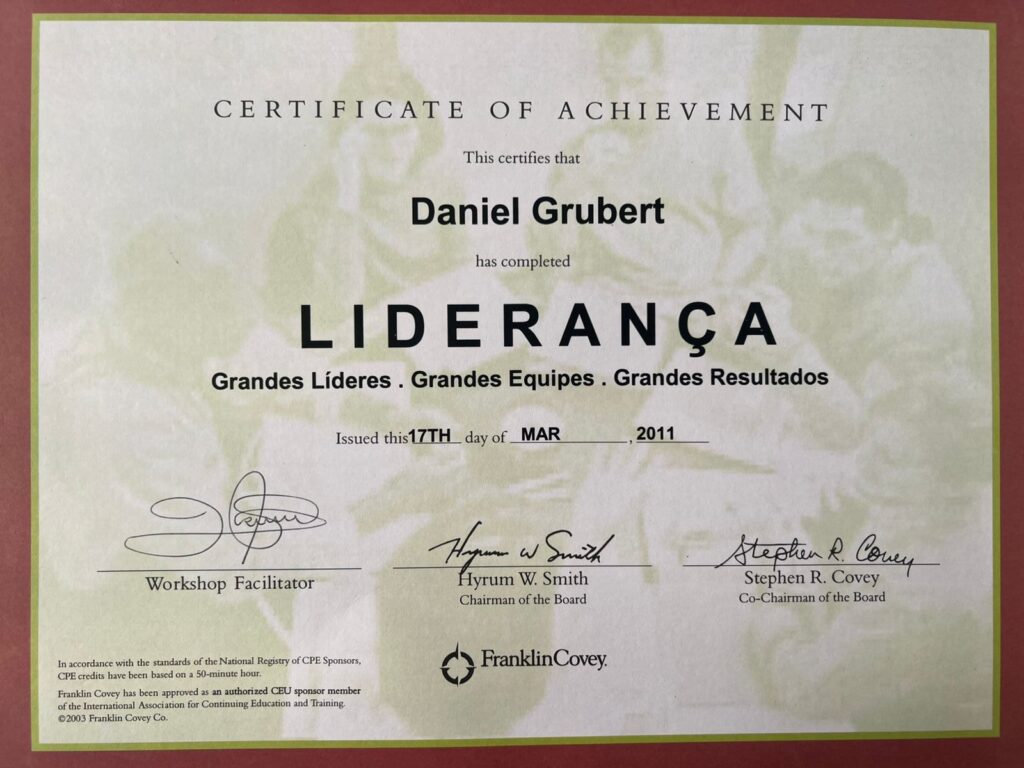 CERTIFICATE OF ACHIEVEMENT
This certifies that
Daniel Grubert
has completed
LIDERANÇA
Grandes Líderes . Grandes Equipes . Grandes Resultados
Issued this 17TH day of MAR, 2011
Hyrum W Smith
Stephen R. Covey
Workshop Facilitator
Hyrum W. Smith
Chairman of the Board
Stephen R. Covey
Co-Chairman of the Board
FranklinCovey.
In accordance with the standards of the National Registry of CPE Sponsors,
CPE credits have been based on a 50-minute hour.
Franklin Covey has been approved as an authorized CEU sponsor member
of the International Association for Continuing Education and Training.
©2003 Franklin Covey Co.